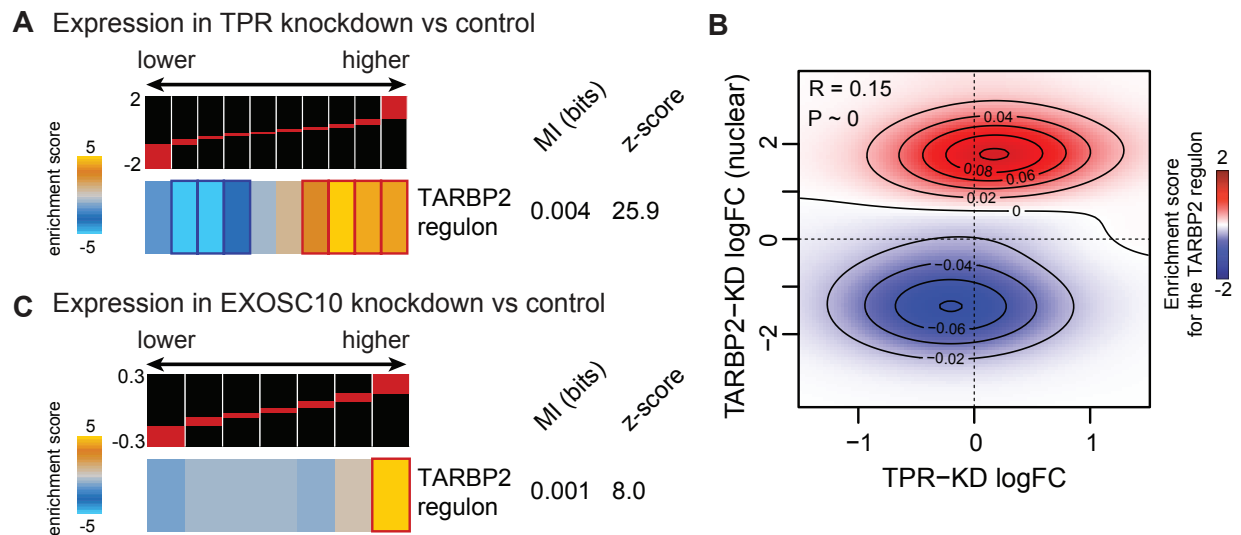 A Expression in TPR knockdown vs control
lower higher
2
-2
enrichment score
5
-5
MI (bits)
z-score
TARBP2
regulon
0.004 25.9
B
R = 0.15
P ~ 0
0.04
0.08
0.06
0.02
0
−0.04
−0.06
−0.02
2
0
−2
TARBP2−KD logFC (nuclear)
−1 0 1
TPR−KD logFC
2
-2
Enrichment score
for the TARBP2 regulon
C Expression in EXOSC10 knockdown vs control
lower higher
0.3
-0.3
enrichment score
5
-5
MI (bits)
z-score
TARBP2
regulon
0.001 8.0